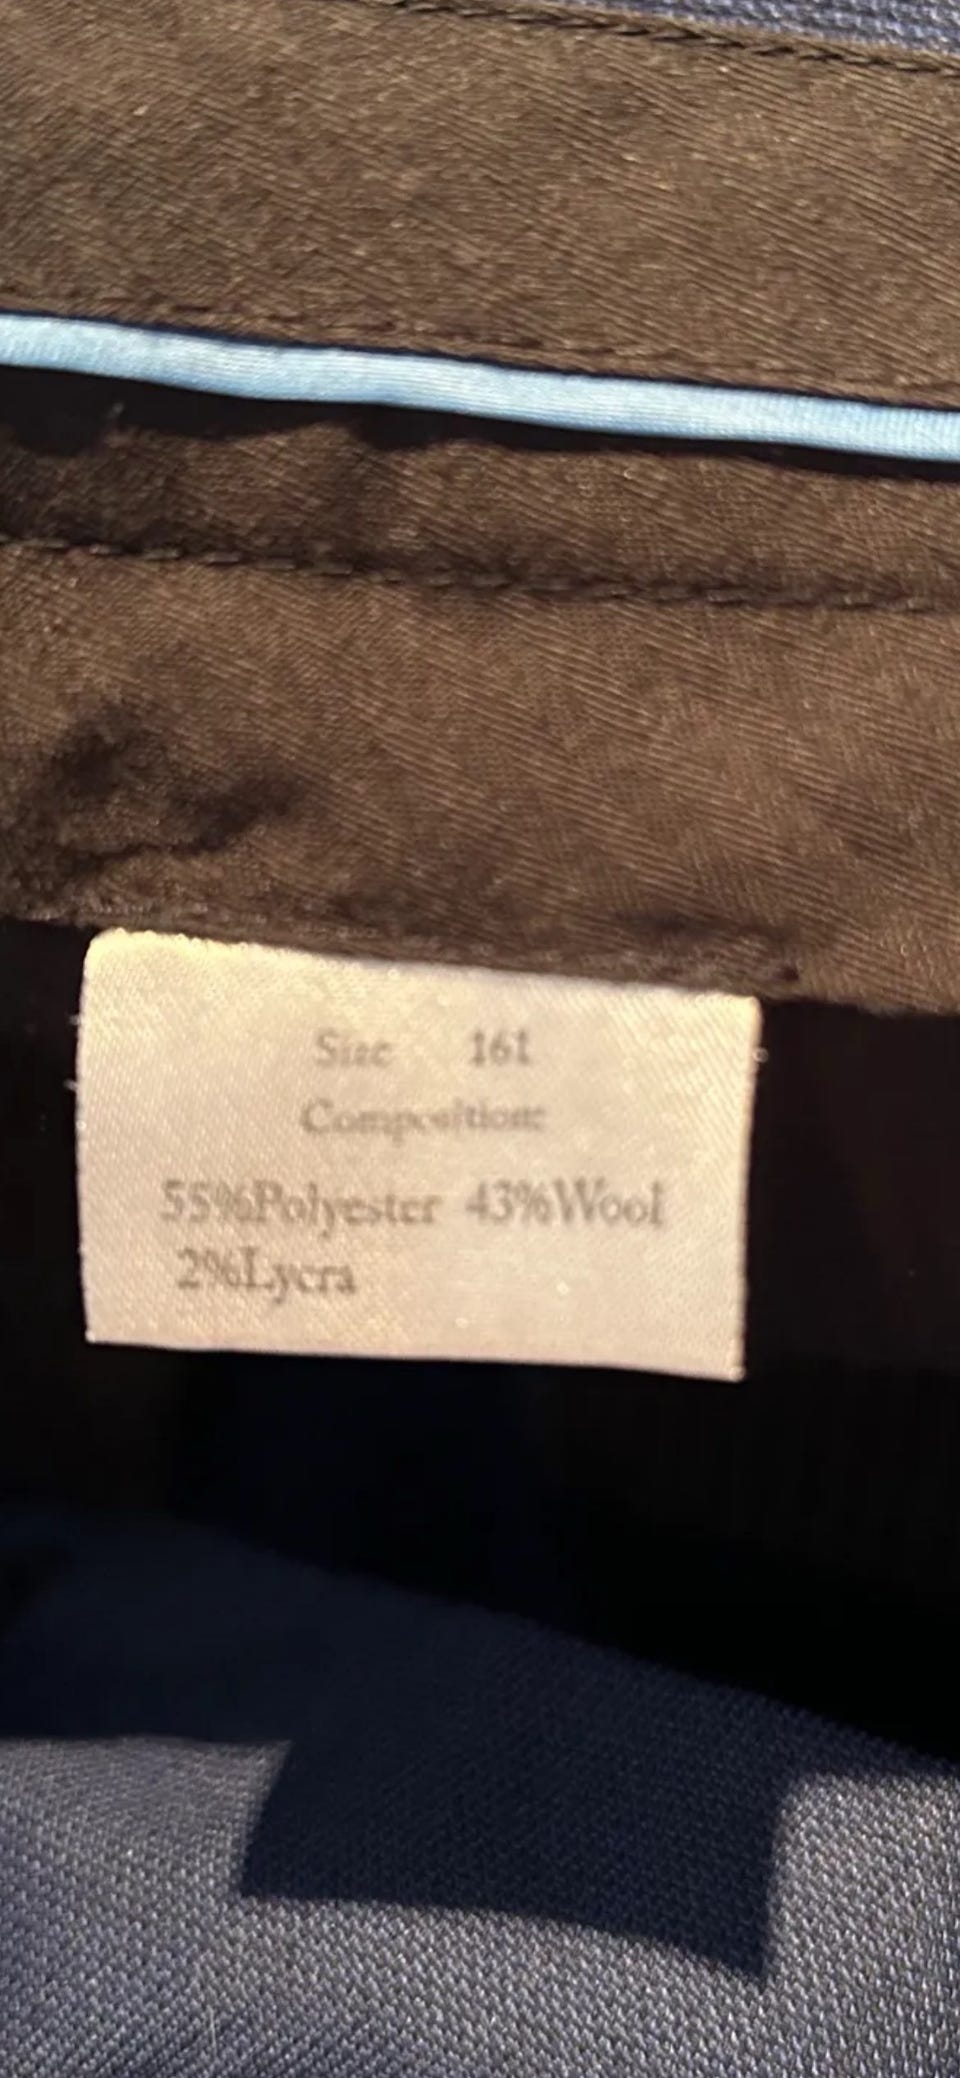 Size 161
Composition:
55%Polyester 43%Wool
2%Lycra